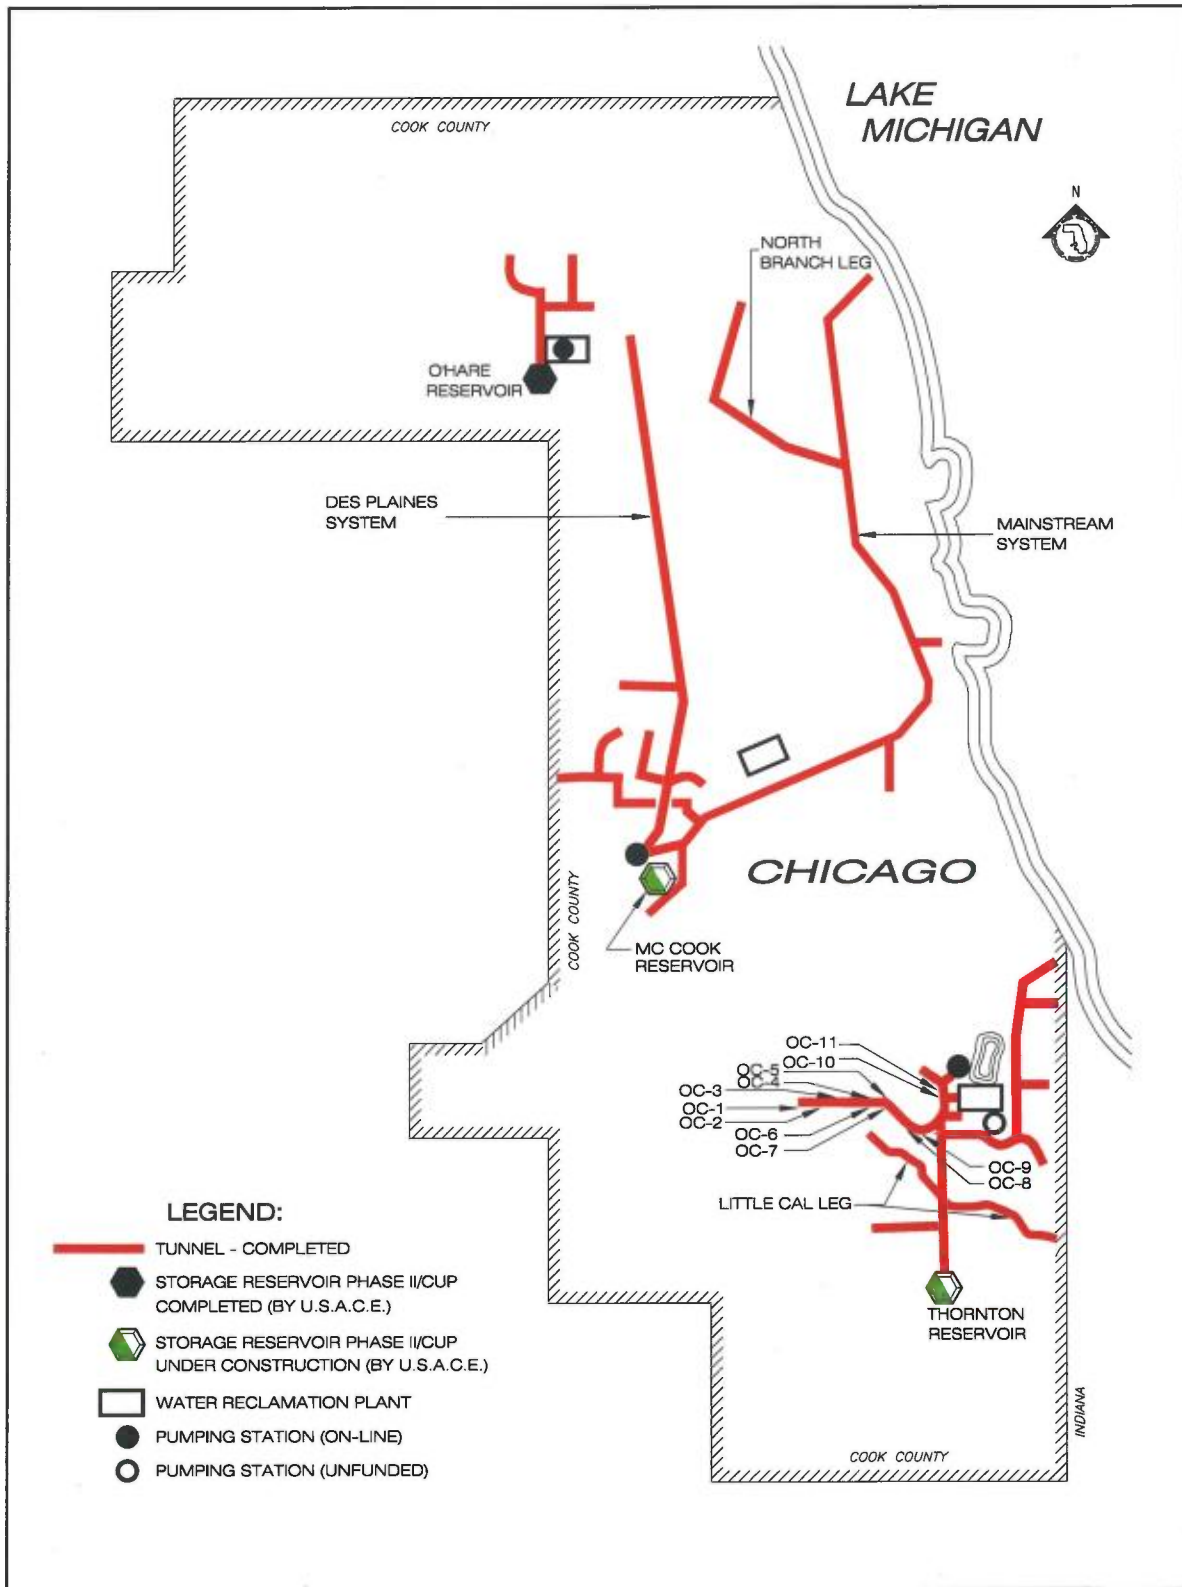 LAKE
MICHIGAN
COOK COUNTY
N
NORTH
BRANCH LEG
O'HARE
RESERVOIR
DES PLAINES
SYSTEM
MAINSTREAM
SYSTEM
CHICAGO
COOK COUNTY
MC COOK
RESERVOIR
OC-11
OC-10
OC-5
OC-4
OC-3
OC-1
OC-2
OC-6
OC-7
OC-9
OC-8
LITTLE CAL LEG
THORNTON
RESERVOIR
INDIANA
COOK COUNTY
LEGEND:
TUNNEL - COMPLETED
STORAGE RESERVOIR PHASE II/CUP
COMPLETED (BY U.S.A.C.E.)
STORAGE RESERVOIR PHASE II/CUP
UNDER CONSTRUCTION (BY U.S.A.C.E.)
WATER RECLAMATION PLANT
PUMPING STATION (ON-LINE)
PUMPING STATION (UNFUNDED)